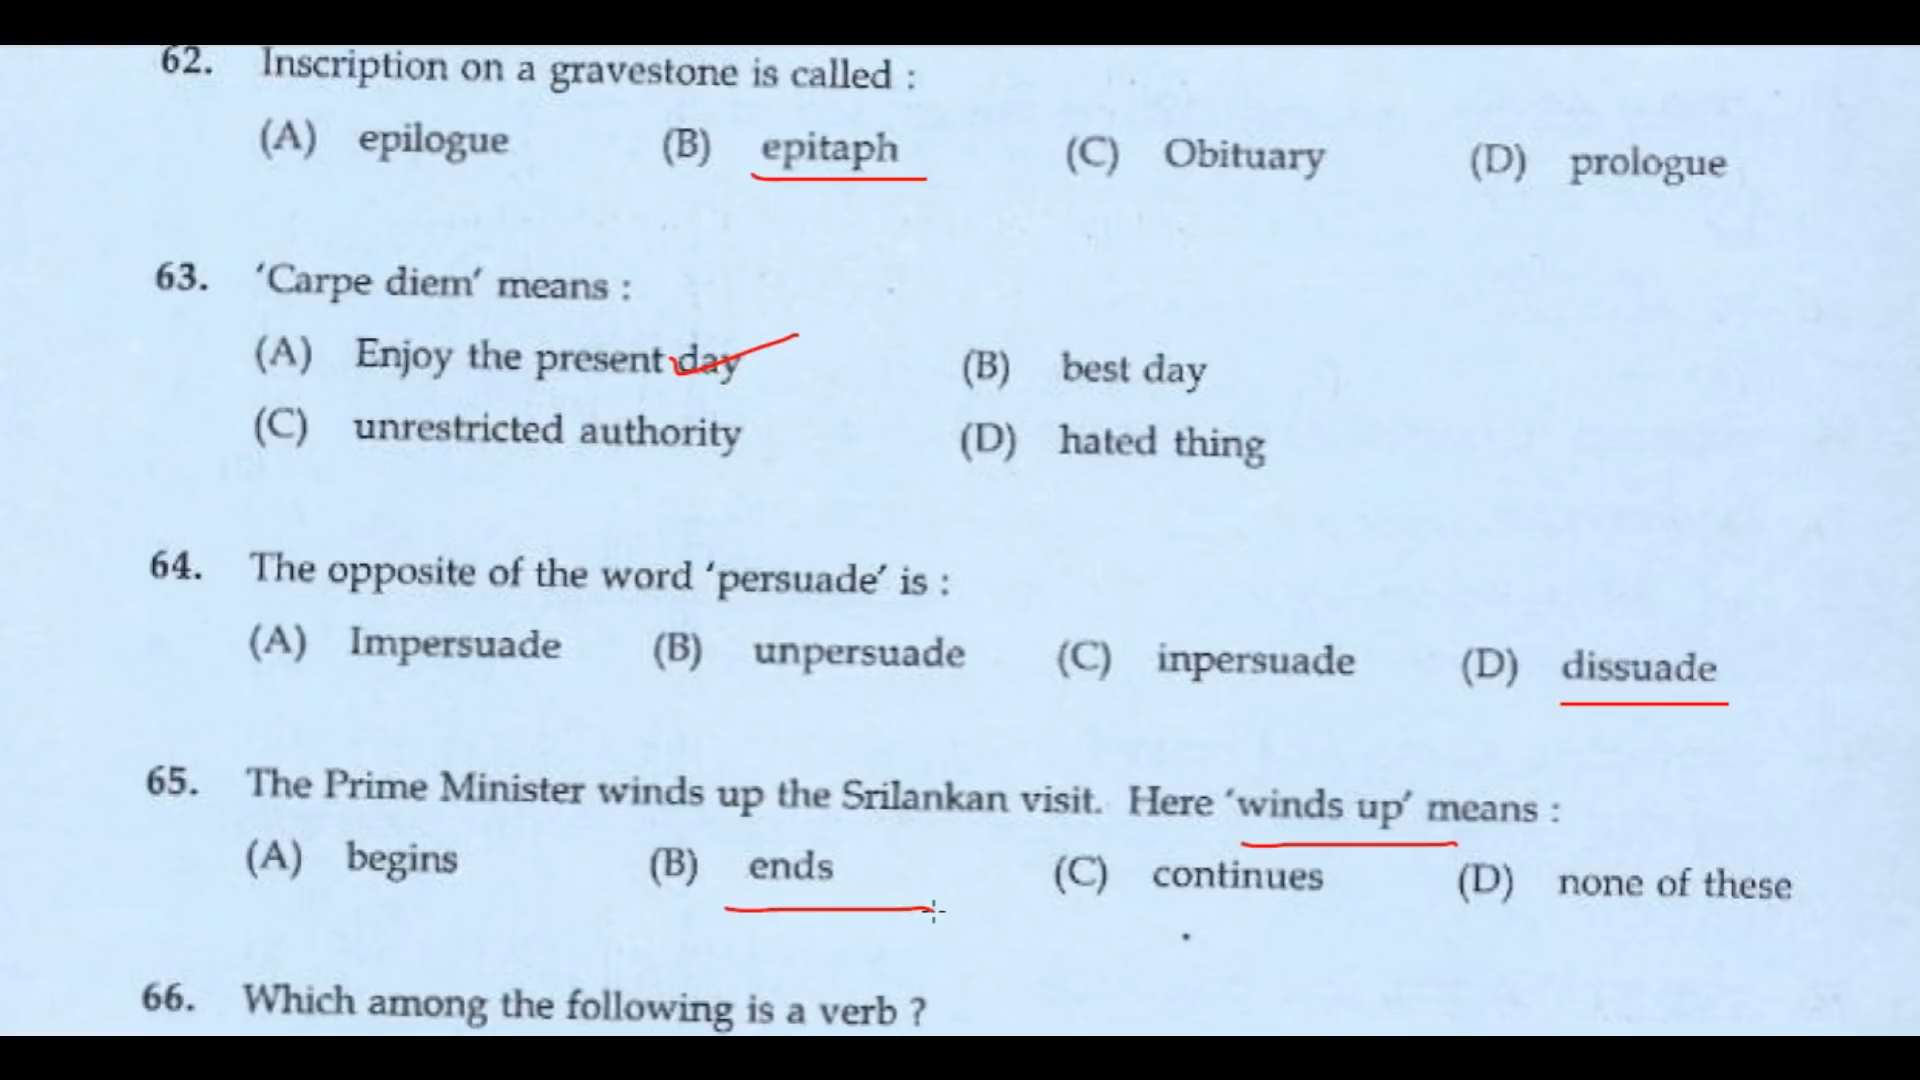 62. Inscription on a gravestone is called :
(A) epilogue (B) epitaph (C) Obituary (D) prologue
63. ‘Carpe diem’ means :
(A) Enjoy the present day (B) best day
(C) unrestricted authority (D) hated thing
64. The opposite of the word ‘persuade’ is :
(A) Impersuade (B) unpersuade (C) inpersuade (D) dissuade
65. The Prime Minister winds up the Srilankan visit. Here ‘winds up’ means :
(A) begins (B) ends (C) continues (D) none of these
66. Which among the following is a verb ?